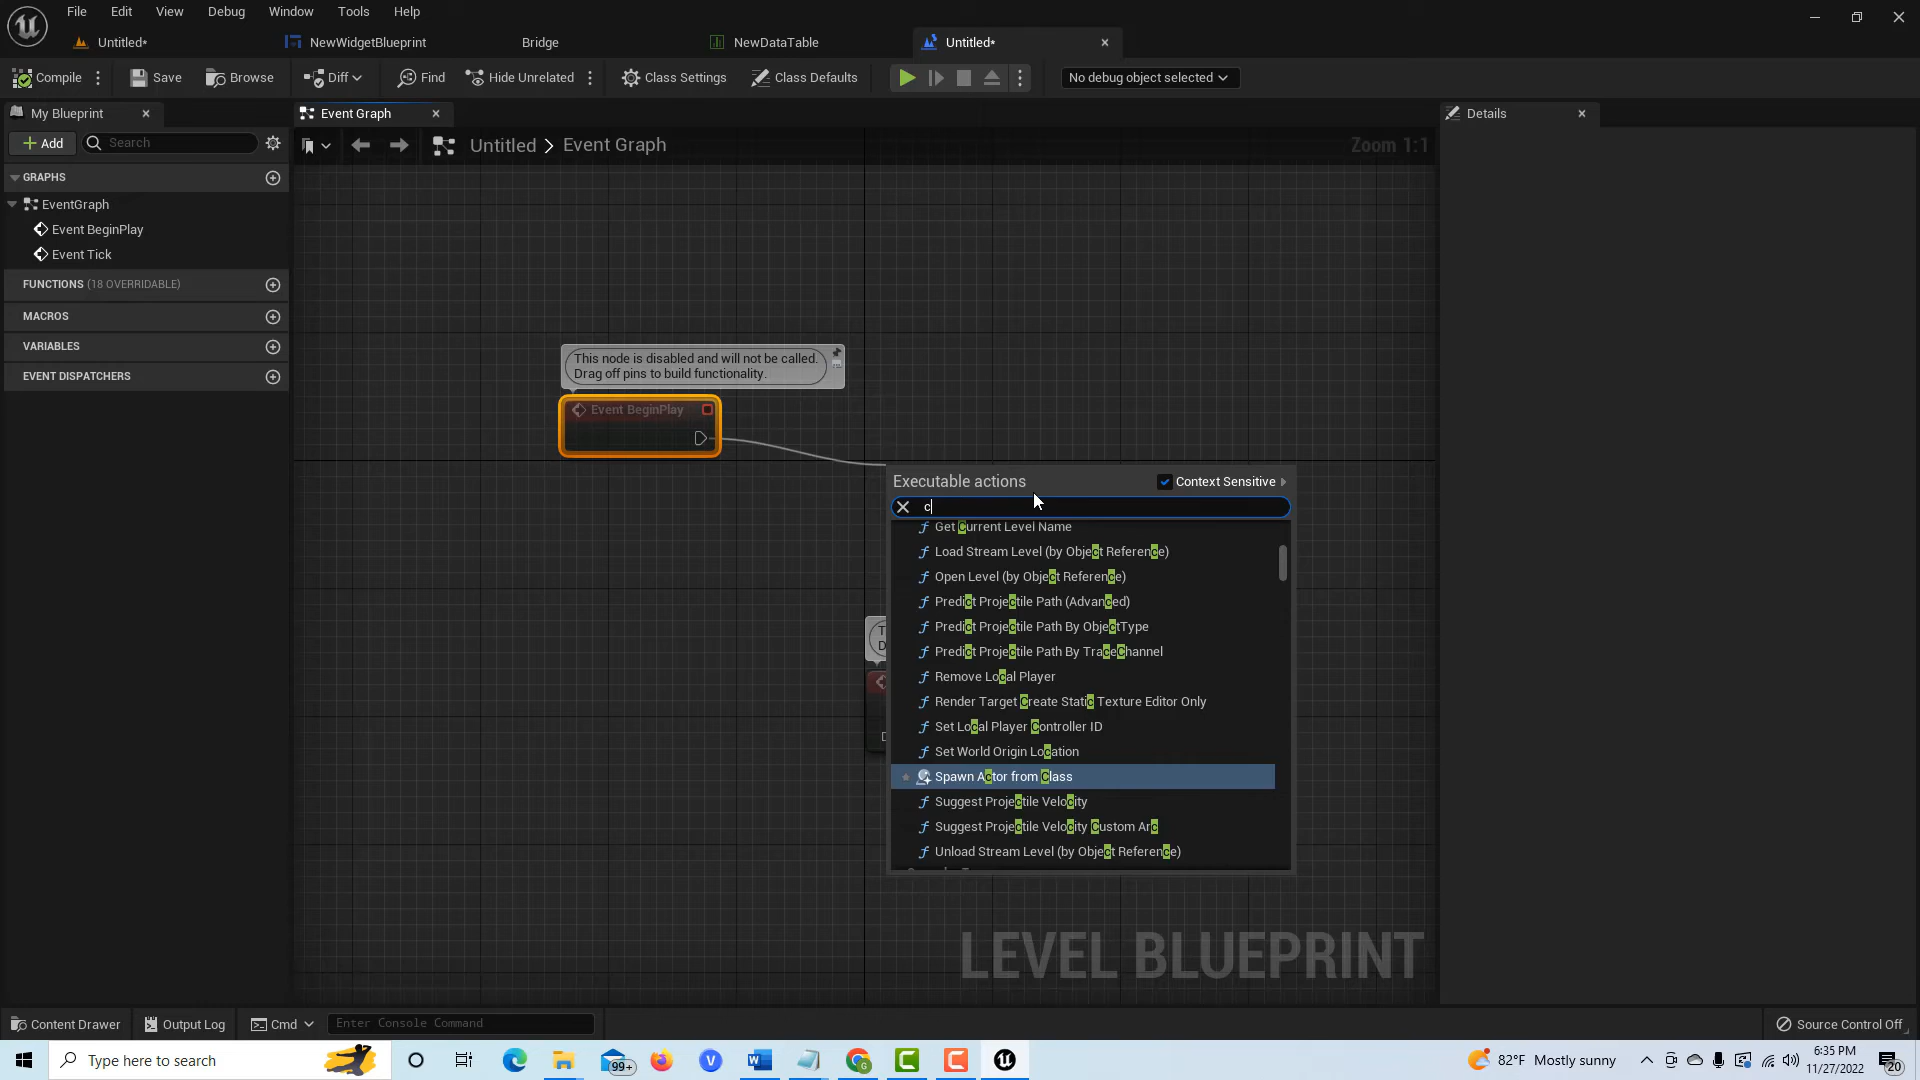 File Edit View Debug Window Tools Help
Untitled* NewWidgetBlueprint Bridge NewDataTable Untitled*
Compile Save Browse Diff Find Hide Unrelated Class Settings Class Defaults No debug object selected
My Blueprint Event Graph Details
Add Search Untitled > Event Graph Zoom 1:1
GRAPHS
EventGraph
Event BeginPlay
Event Tick
FUNCTIONS (18 OVERRIDABLE)
MACROS
VARIABLES
EVENT DISPATCHERS
This node is disabled and will not be called.
Drag off pins to build functionality.
Event BeginPlay
Executable actions Context Sensitive
c
Get Current Level Name
Load Stream Level (by Object Reference)
Open Level (by Object Reference)
Predict Projectile Path (Advanced)
Predict Projectile Path By ObjectType
Predict Projectile Path By TraceChannel
Remove Local Player
Render Target Create Static Texture Editor Only
Set Local Player Controller ID
Set World Origin Location
Spawn Actor from Class
Suggest Projectile Velocity
Suggest Projectile Velocity Custom Arc
Unload Stream Level (by Object Reference)
LEVEL BLUEPRINT
Content Drawer Output Log Cmd Enter Console Command Source Control Off
Type here to search 99+ 82°F Mostly sunny 6:35 PM
11/27/2022 20